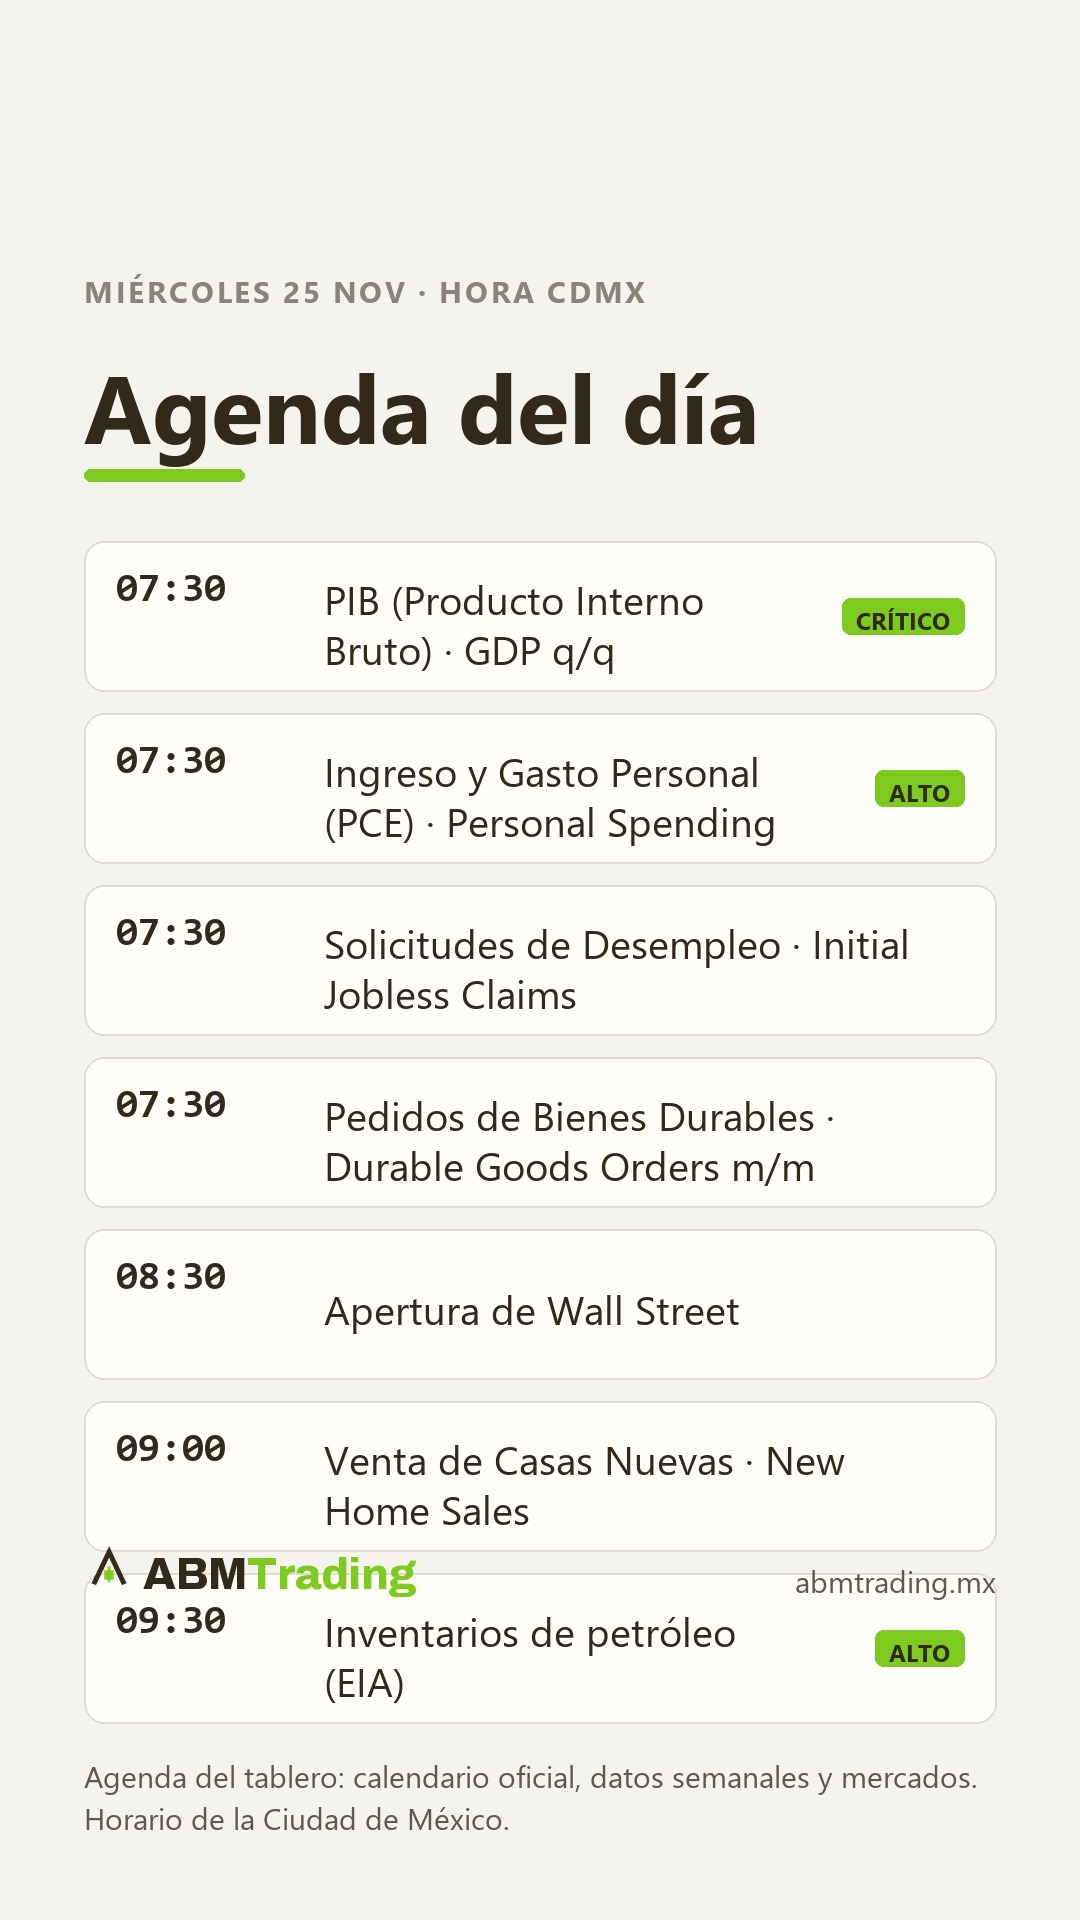 MIÉRCOLES 25 NOV · HORA CDMX
Agenda del día
07:30
PIB (Producto Interno
Bruto) · GDP q/q
CRÍTICO
07:30
Ingreso y Gasto Personal
(PCE) · Personal Spending
ALTO
07:30
Solicitudes de Desempleo · Initial
Jobless Claims
07:30
Pedidos de Bienes Durables ·
Durable Goods Orders m/m
08:30
Apertura de Wall Street
09:00
Venta de Casas Nuevas · New
Home Sales
ABMTrading
abmtrading.mx
09:30
Inventarios de petróleo
(EIA)
ALTO
Agenda del tablero: calendario oficial, datos semanales y mercados.
Horario de la Ciudad de México.